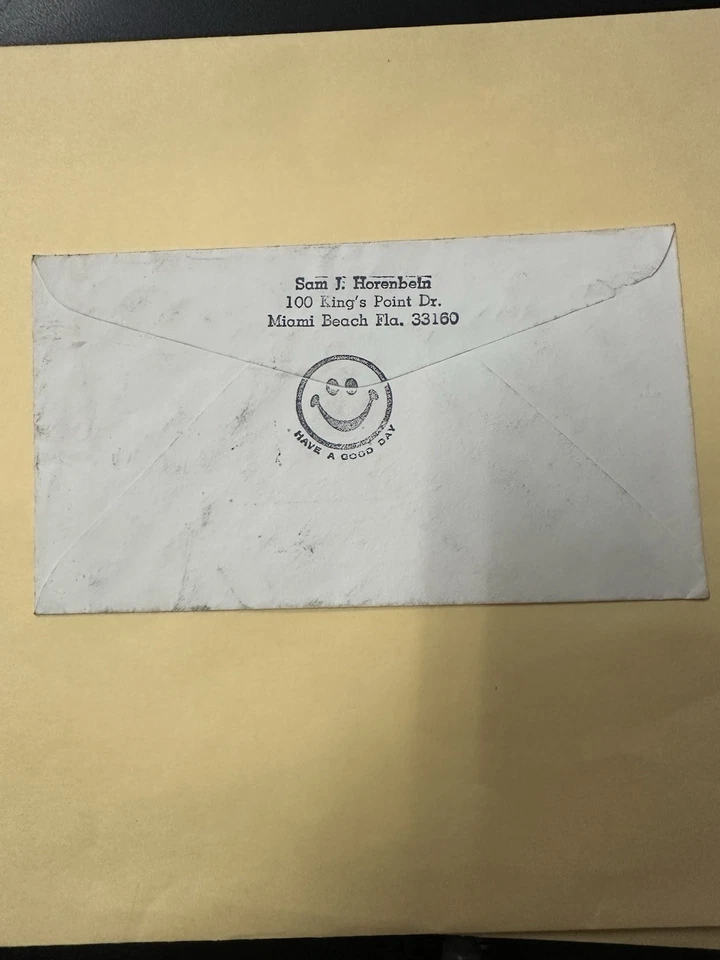 Sam J. Horenbein
100 King's Point Dr.
Miami Beach Fla. 33160
HAVE A GOOD DAY